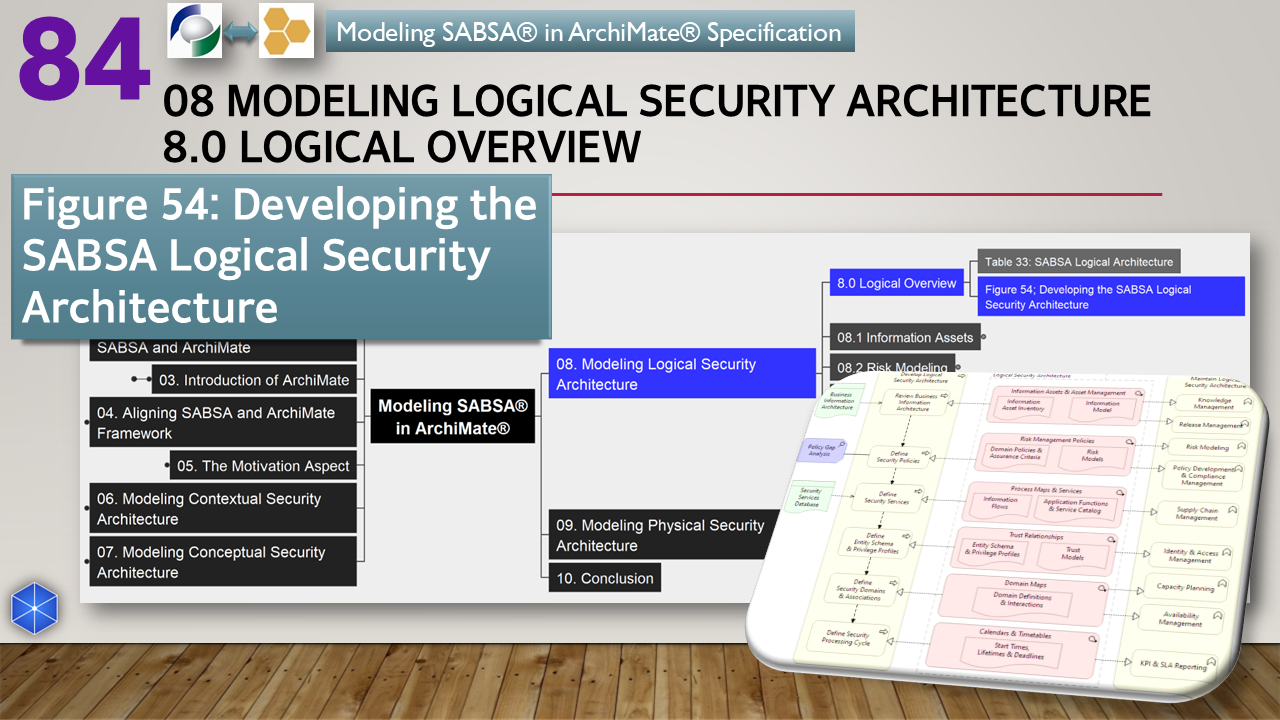 84
Modeling SABSA® in ArchiMate® Specification
08 MODELING LOGICAL SECURITY ARCHITECTURE
8.0 LOGICAL OVERVIEW
Figure 54: Developing the
SABSA Logical Security
Architecture
SABSA and ArchiMate
03. Introduction of ArchiMate
04. Aligning SABSA and ArchiMate
Framework
05. The Motivation Aspect
06. Modeling Contextual Security
Architecture
07. Modeling Conceptual Security
Architecture
Modeling SABSA®
in ArchiMate®
08. Modeling Logical Security
Architecture
09. Modeling Physical Security
Architecture
10. Conclusion
8.0 Logical Overview
Table 33: SABSA Logical Architecture
Figure 54; Developing the SABSA Logical
Security Architecture
08.1 Information Assets
08.2 Risk Modeling
Develop Logical
Security Architecture
Business
Information
Architecture
Review Business
Information
Architecture
Policy Gap
Analysis
Define
Security Policies
Security
Services
Database
Define
Security Services
Define
Entity Schema
& Privilege Profiles
Define
Security Domains
& Associations
Define Security
Processing Cycle
Logical Security Architecture
Information Assets & Asset Management
Information
Asset Inventory
Information
Model
Risk Management Policies
Domain Policies &
Assurance Criteria
Risk
Models
Process Maps & Services
Information
Flows
Application Functions
& Service Catalog
Trust Relationships
Entity Schema
& Privilege Profiles
Trust
Models
Domain Maps
Domain Definitions
& Interactions
Calendars & Timetables
Start Times,
Lifetimes & Deadlines
Maintain Logical
Security Architecture
Knowledge
Management
Release Management
Risk Modeling
Policy Development
& Compliance
Management
Supply Chain
Management
Identity & Access
Management
Capacity Planning
Availability
Management
KPI & SLA Reporting